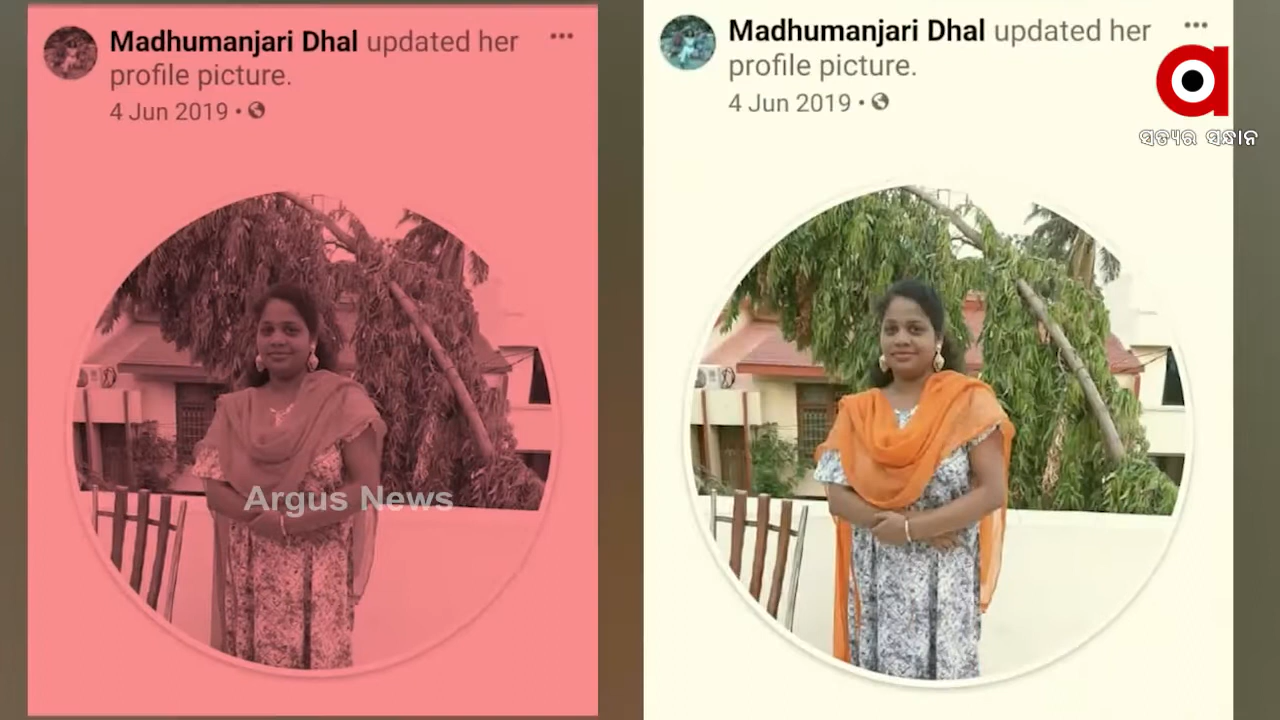 Madhumanjari Dhal updated her
profile picture.
4 Jun 2019 •
Argus News
Madhumanjari Dhal updated her
profile picture.
4 Jun 2019 •
a
ସତ୍ୟର ସନ୍ଧାନ